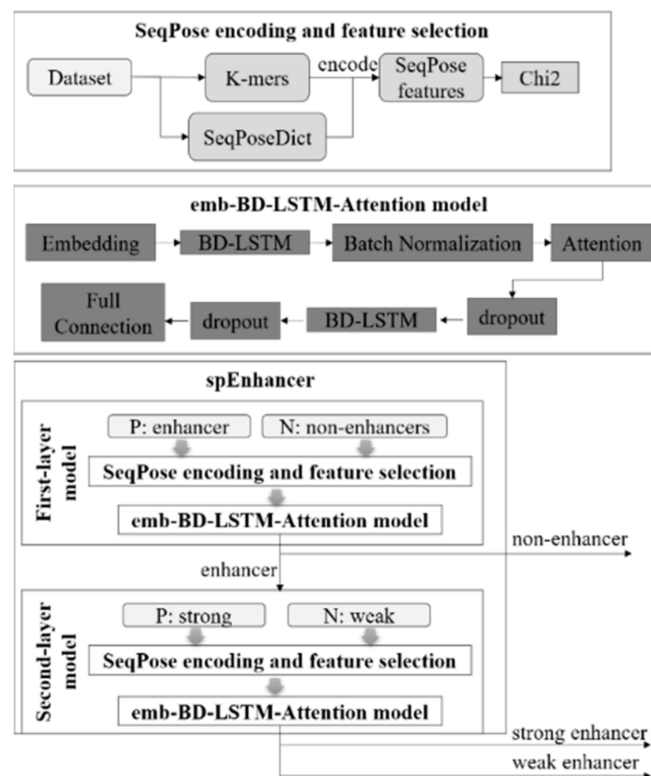 SeqPose encoding and feature selection
Dataset
K-mers
encode
SeqPose
features
Chi2
SeqPoseDict
emb-BD-LSTM-Attention model
Embedding
BD-LSTM
Batch Normalization
Attention
Full
Connection
dropout
BD-LSTM
dropout
spEnhancer
First-layer
model
P: enhancer
N: non-enhancers
SeqPose encoding and feature selection
emb-BD-LSTM-Attention model
non-enhancer
enhancer
Second-layer
model
P: strong
N: weak
SeqPose encoding and feature selection
emb-BD-LSTM-Attention model
strong enhancer
weak enhancer